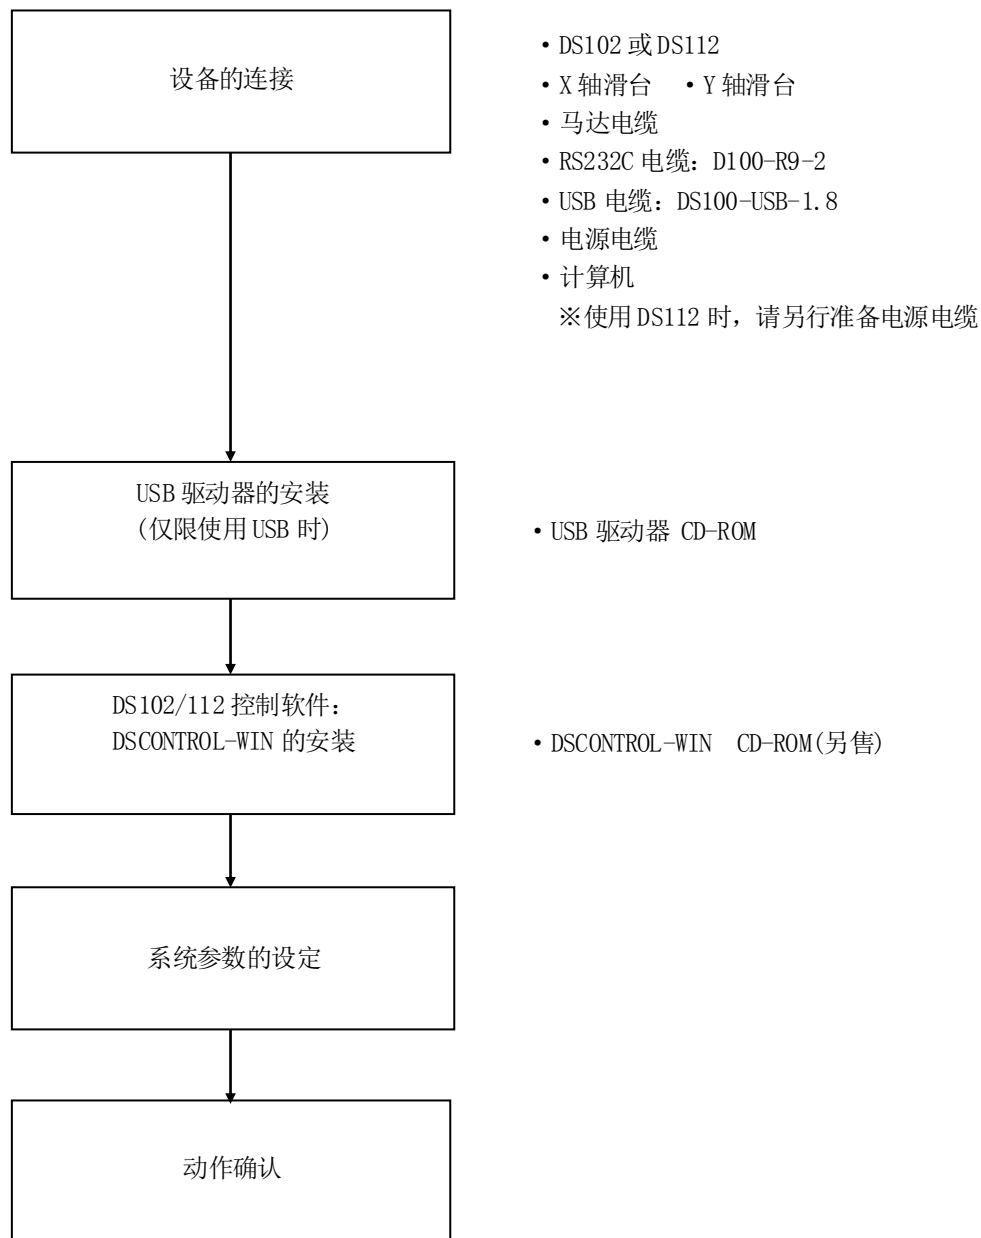 设备的连接
・DS102 或 DS112
・X 轴滑台 ・Y 轴滑台
・马达电缆
・RS232C 电缆：D100-R9-2
・USB 电缆：DS100-USB-1.8
・电源电缆
・计算机
※使用 DS112 时，请另行准备电源电缆
USB 驱动器的安装
(仅限使用 USB 时)
・USB 驱动器 CD-ROM
DS102/112 控制软件：
DSCONTROL-WIN 的安装
・DSCONTROL-WIN CD-ROM(另售)
系统参数的设定
动作确认